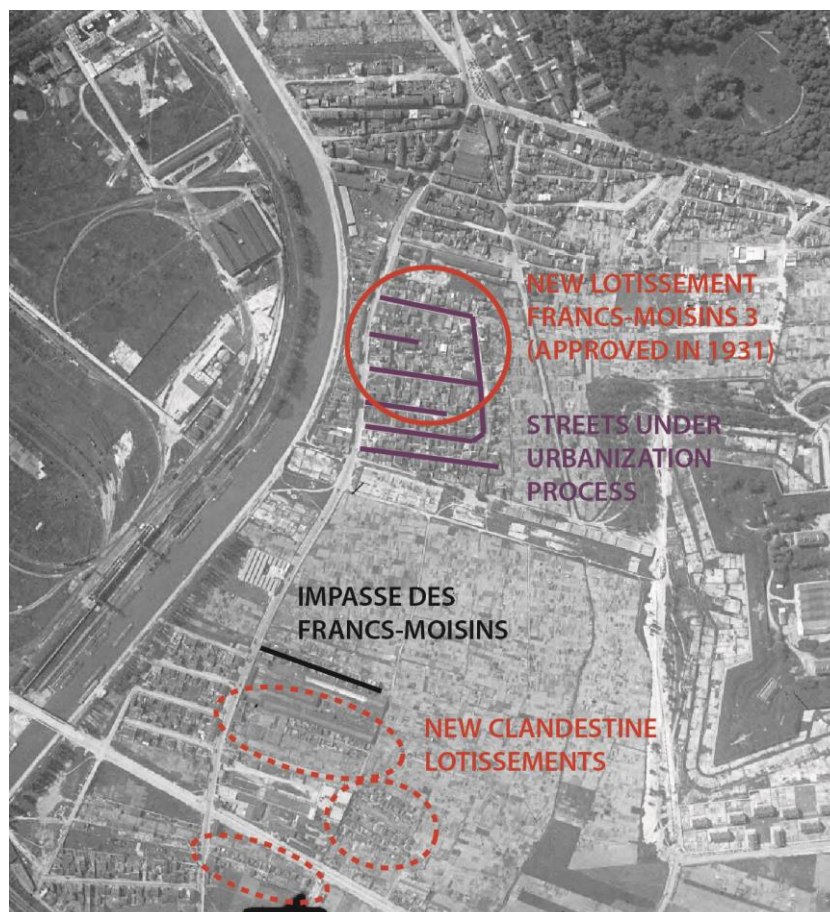 NEW LOTISSEMENT
FRANCS-MOISINS 3
(APPROVED IN 1931)
STREETS UNDER
URBANIZATION
PROCESS
IMPASSE DES
FRANCS-MOISINS
NEW CLANDESTINE
LOTISSEMENTS